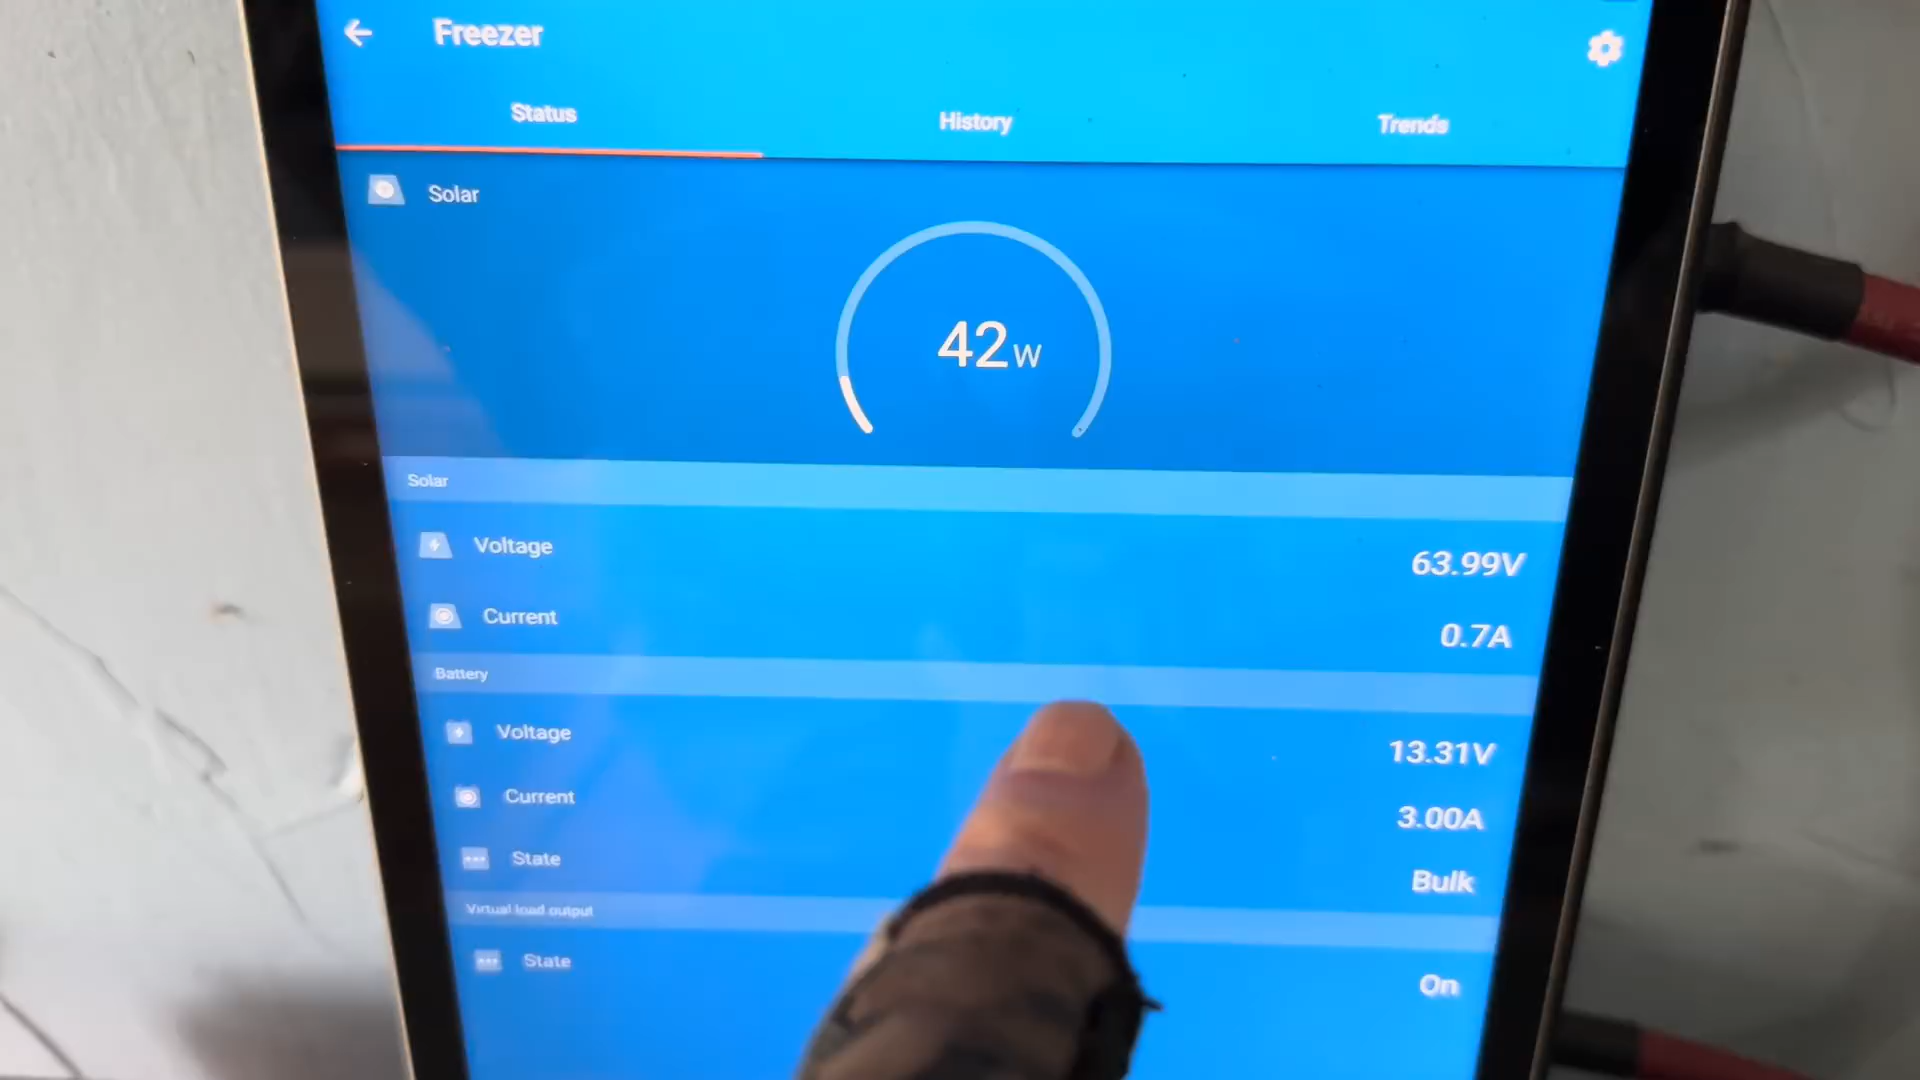 Freezer
Status History Trends
Solar
42W
Solar
Voltage 63.99V
Current 0.7A
Battery
Voltage 13.31V
Current 3.00A
State Bulk
Virtual load output
State On